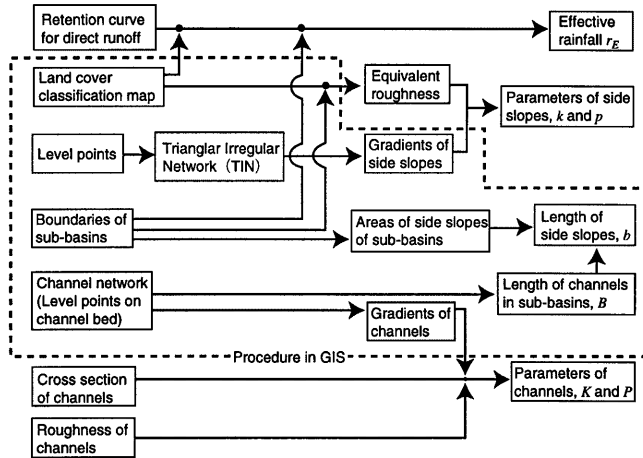 Retention curve
for direct runoff
Effective
rainfall rE
Land cover
classification map
Equivalent
roughness
Parameters of side
slopes, k and p
Level points
Trianglar Irregular
Network (TIN)
Gradients of
side slopes
Boundaries of
sub-basins
Areas of side slopes
of sub-basins
Length of
side slopes, b
Channel network
(Level points on
channel bed)
Gradients of
channels
Length of channels
in sub-basins, B
Procedure in GIS
Cross section
of channels
Parameters of
channels, K and P
Roughness of
channels